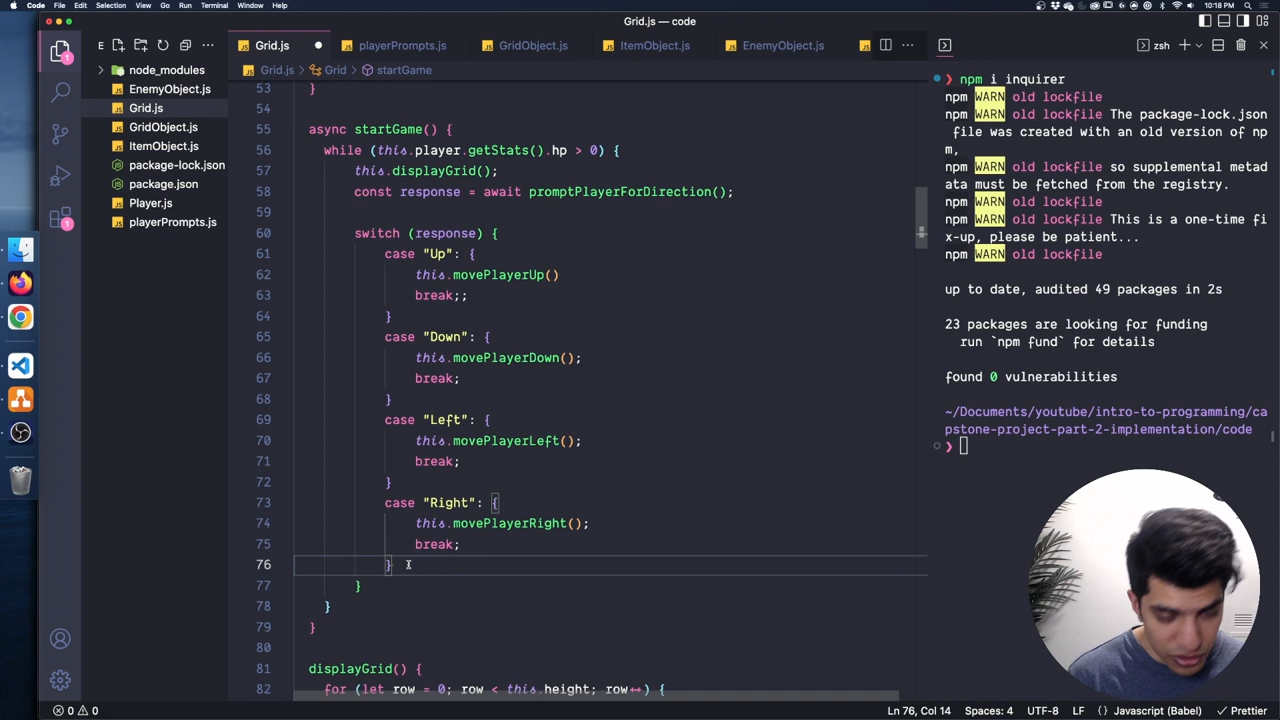 Code File Edit Selection View Go Run Terminal Window Help 10:18 PM
Grid.js — code
E
Grid.js
playerPrompts.js
GridObject.js
ItemObject.js
EnemyObject.js
zsh
Grid.js > Grid > startGame
node_modules
EnemyObject.js
Grid.js
GridObject.js
ItemObject.js
package-lock.json
package.json
Player.js
playerPrompts.js
1
1
53 }
54
55 async startGame() {
56 while (this.player.getStats().hp > 0) {
57 this.displayGrid();
58 const response = await promptPlayerForDirection();
59
60 switch (response) {
61 case "Up": {
62 this.movePlayerUp()
63 break;;
64 }
65 case "Down": {
66 this.movePlayerDown();
67 break;
68 }
69 case "Left": {
70 this.movePlayerLeft();
71 break;
72 }
73 case "Right": {
74 this.movePlayerRight();
75 break;
76 }
77 }
78 }
79 }
80
81 displayGrid() {
82 for (let row = 0; row < this.height; row++) {
❯ npm i inquirer
npm WARN old lockfile
npm WARN old lockfile The package-lock.json
file was created with an old version of np
m,
npm WARN old lockfile so supplemental metad
ata must be fetched from the registry.
npm WARN old lockfile
npm WARN old lockfile This is a one-time fi
x-up, please be patient...
npm WARN old lockfile
up to date, audited 49 packages in 2s
23 packages are looking for funding
run `npm fund` for details
found 0 vulnerabilities
~/Documents/youtube/intro-to-programming/ca
pstone-project-part-2-implementation/code
❯
0 0 Ln 76, Col 14 Spaces: 4 UTF-8 LF {} Javascript (Babel) Prettier